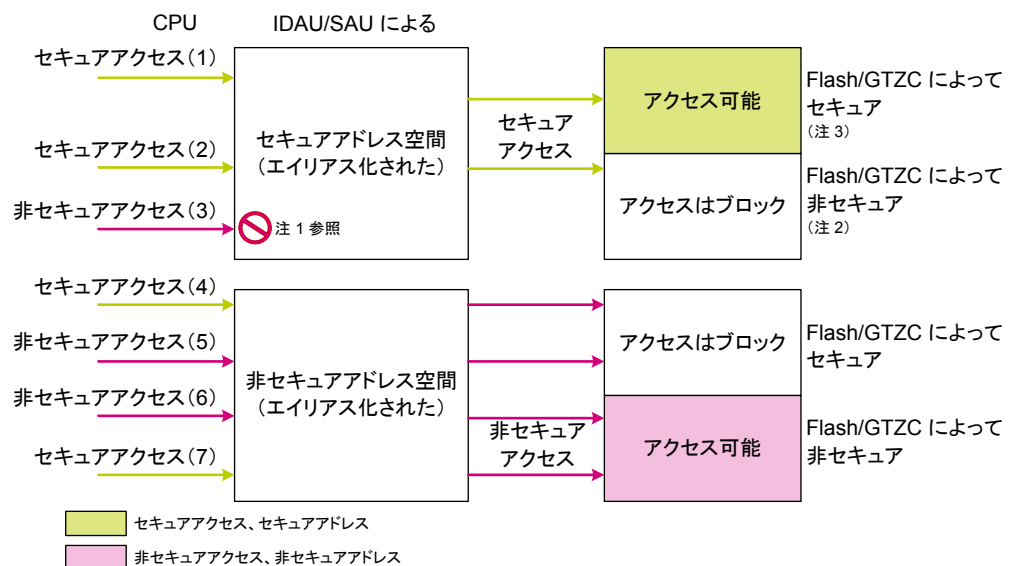 CPU
IDAU/SAU による
セキュアアクセス(1)
セキュアアクセス(2)
非セキュアアクセス(3)
セキュアアドレス空間
(エイリアス化された)
注 1 参照
セキュア
アクセス
アクセス可能
アクセスはブロック
Flash/GTZC によって
セキュア
(注 3)
Flash/GTZC によって
非セキュア
(注 2)
セキュアアクセス(4)
非セキュアアクセス(5)
非セキュアアクセス(6)
セキュアアクセス(7)
非セキュアアドレス空間
(エイリアス化された)
非セキュア
アクセス
アクセスはブロック
アクセス可能
Flash/GTZC によって
セキュア
Flash/GTZC によって
非セキュア
セキュアアクセス、セキュアアドレス
非セキュアアクセス、非セキュアアドレス